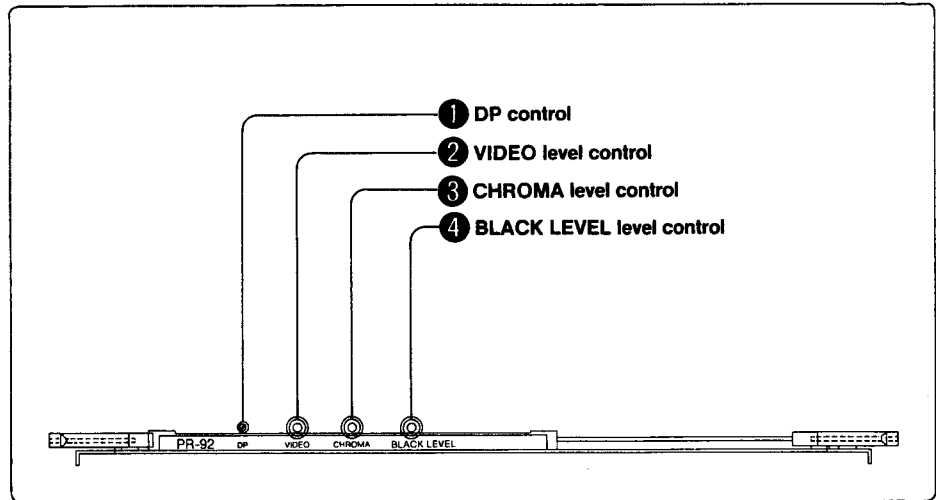 1 DP control
2 VIDEO level control
3 CHROMA level control
4 BLACK LEVEL level control
PR-92 DP VIDEO CHROMA BLACK LEVEL